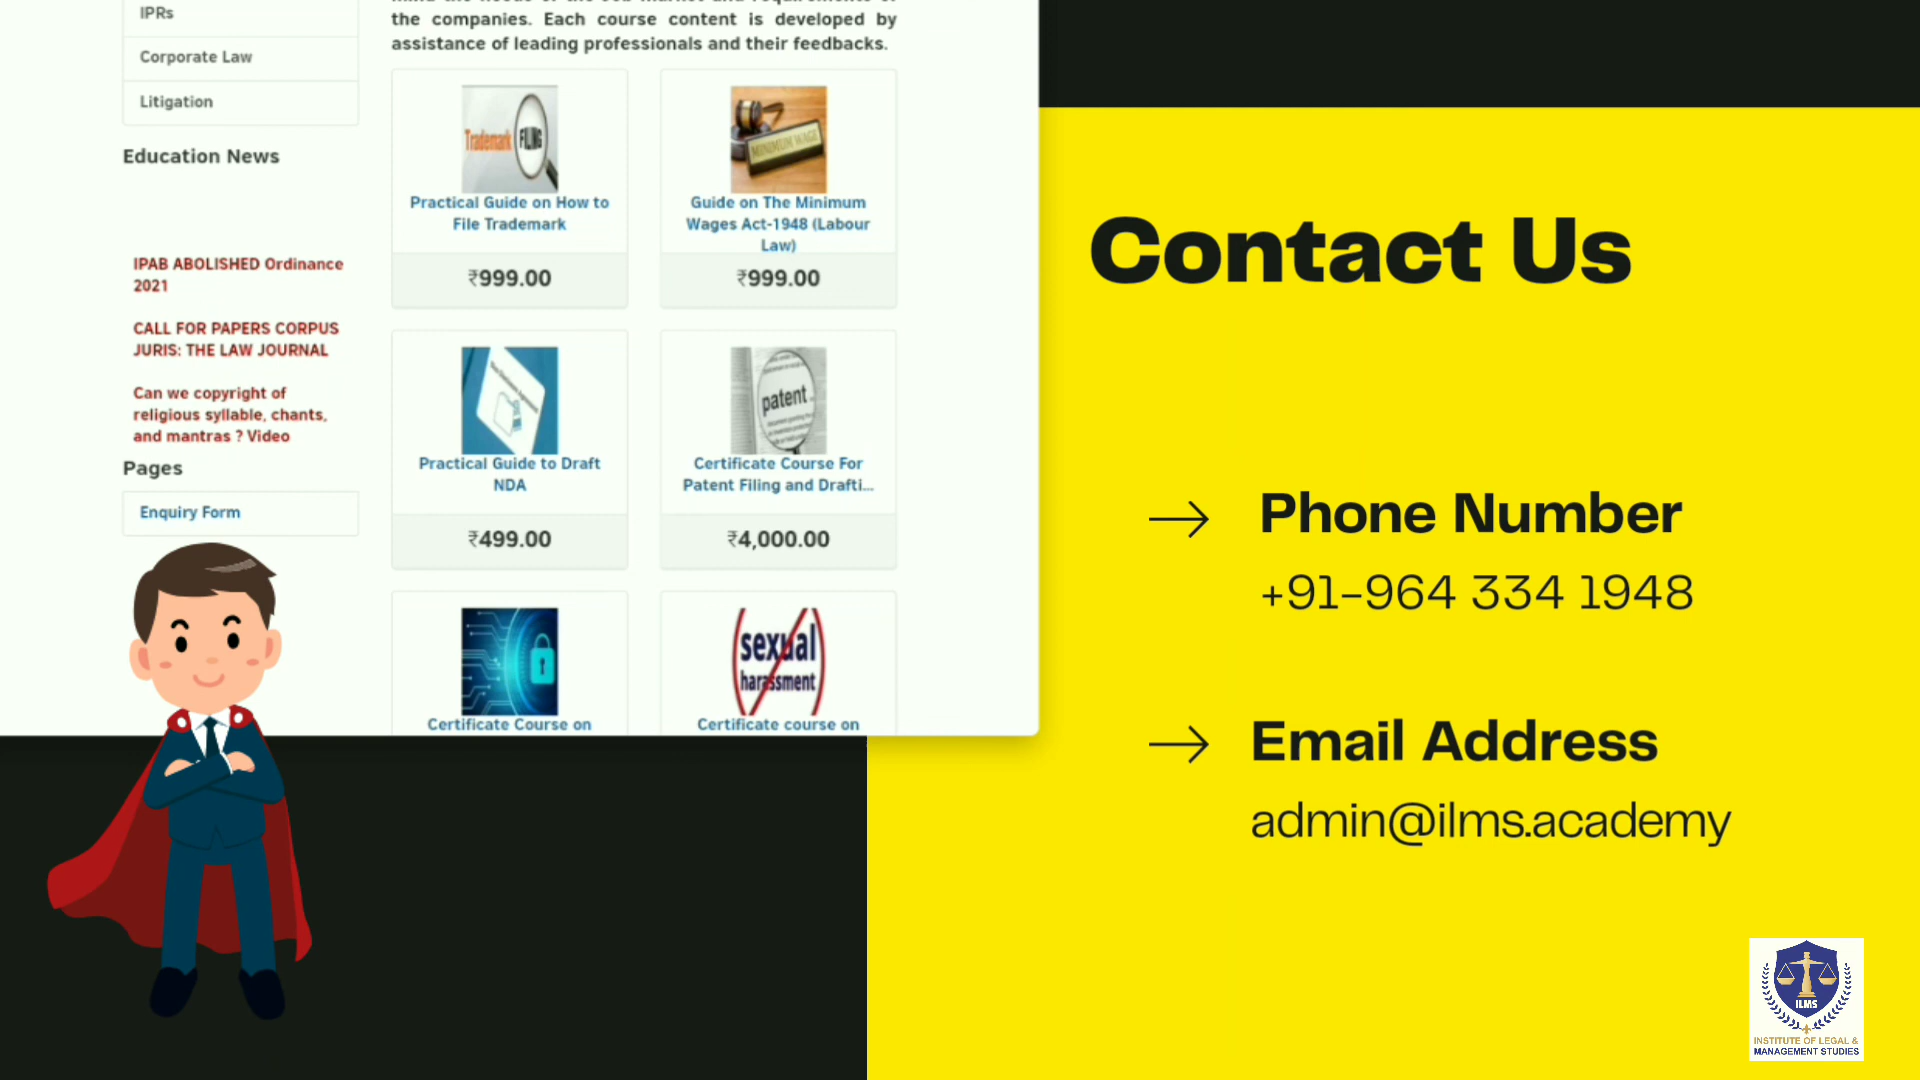 IPRs
Corporate Law
Litigation
Education News
IPAB ABOLISHED Ordinance
2021
CALL FOR PAPERS CORPUS
JURIS: THE LAW JOURNAL
Can we copyright of
religious syllable, chants,
and mantras ? Video
Pages
Enquiry Form
the companies. Each course content is developed by
assistance of leading professionals and their feedbacks.
Trademark FILING
Practical Guide on How to
File Trademark
₹999.00
MINIMUM WAGE
Guide on The Minimum
Wages Act-1948 (Labour
Law)
₹999.00
Practical Guide to Draft
NDA
₹499.00
patent
Certificate Course For
Patent Filing and Drafti...
₹4,000.00
Certificate Course on
sexual
harassment
Certificate course on
Contact Us
Phone Number
+91-964 334 1948
Email Address
admin@ilms.academy
ILMS
INSTITUTE OF LEGAL &
MANAGEMENT STUDIES